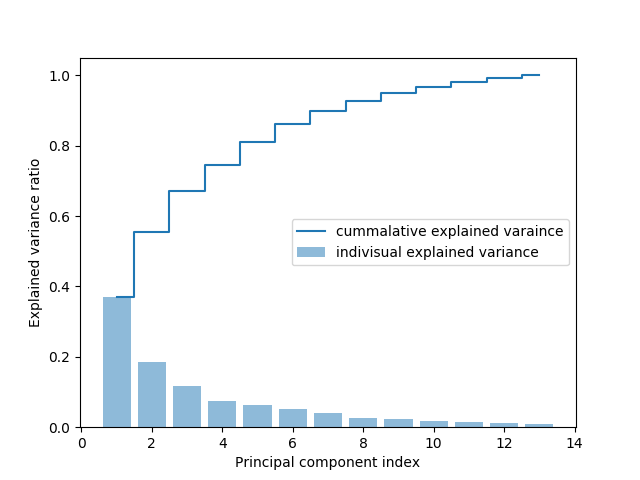 1.0
0.8
0.6
0.4
0.2
0.0
Explained variance ratio
cummalative explained varaince
indivisual explained variance
0 2 4 6 8 10 12 14
Principal component index